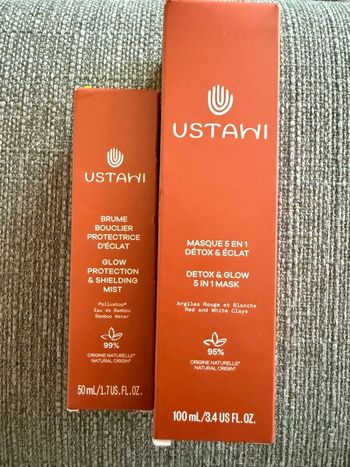 USTAWI
BRUME
BOUCLIER
PROTECTRICE
D'ÉCLAT
GLOW
PROTECTION
& SHIELDING
MIST
Pollustop®
Eau de Bambou
Bamboo Water
99%
ORIGINE NATURELLE*
NATURAL ORIGIN*
50 mL/1.7 US. FL. OZ.
USTAWI
MASQUE 5 EN 1
DÉTOX & ÉCLAT
DETOX & GLOW
5 IN 1 MASK
Argiles Rouge et Blanche
Red and White Clays
95%
ORIGINE NATURELLE*
NATURAL ORIGIN*
100 mL/3.4 US FL. OZ.